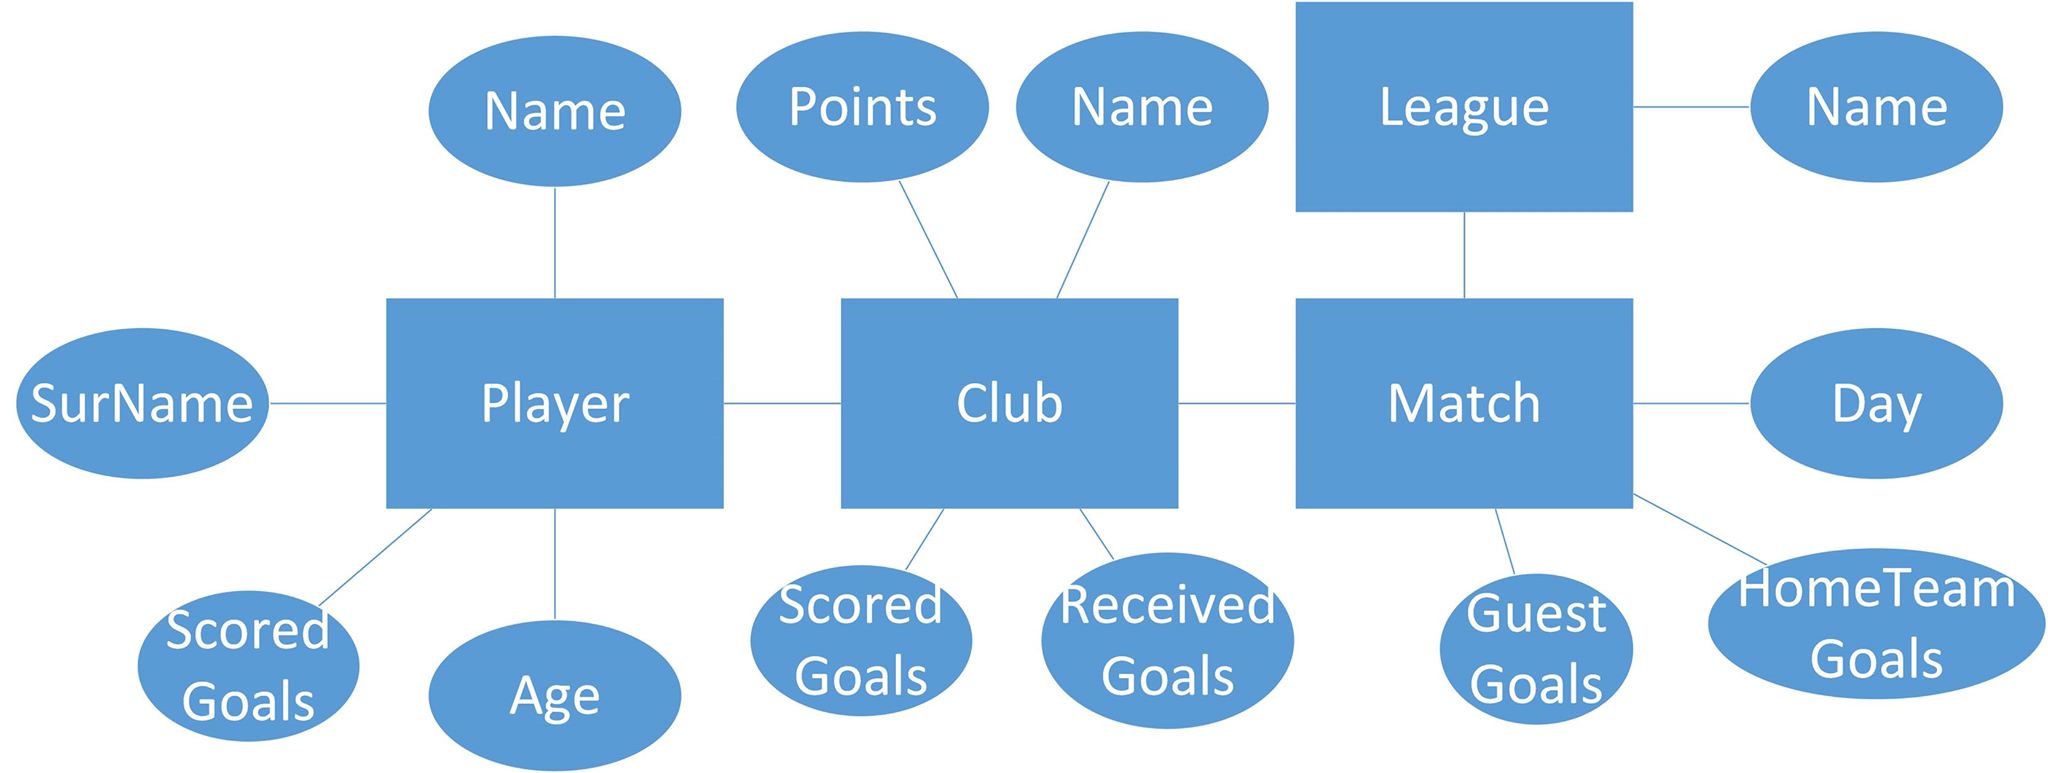 Name
Points
Name
League
Name
SurName
Player
Club
Match
Day
Scored
Goals
Age
Scored
Goals
Received
Goals
Guest
Goals
HomeTeam
Goals